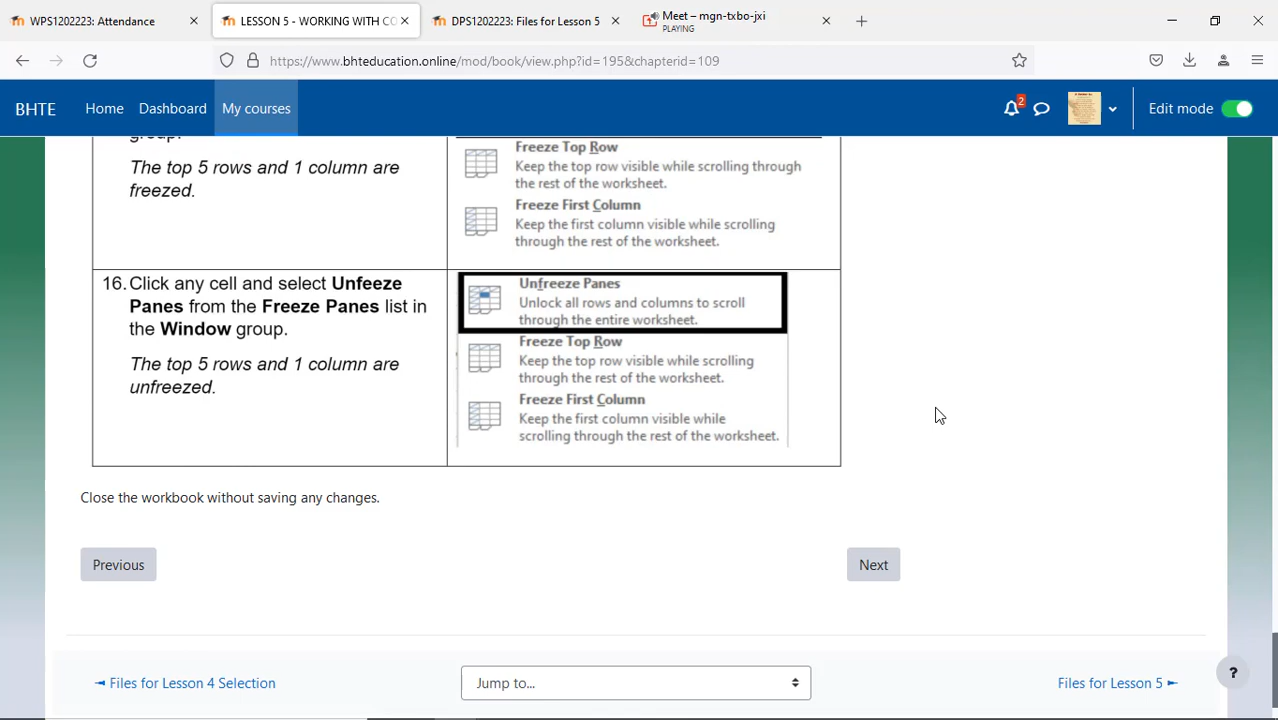 WPS1202223: Attendance
LESSON 5 - WORKING WITH CO
DPS1202223: Files for Lesson 5
Meet – mgn-txbo-jxi
PLAYING
https://www.bhteducation.online/mod/book/view.php?id=195&chapterid=109
BHTE
Home
Dashboard
My courses
2
Edit mode
group.
The top 5 rows and 1 column are
freezed.
Freeze Top Row
Keep the top row visible while scrolling through
the rest of the worksheet.
Freeze First Column
Keep the first column visible while scrolling
through the rest of the worksheet.
16. Click any cell and select Unfeeze
Panes from the Freeze Panes list in
the Window group.
The top 5 rows and 1 column are
unfreezed.
Unfreeze Panes
Unlock all rows and columns to scroll
through the entire worksheet.
Freeze Top Row
Keep the top row visible while scrolling
through the rest of the worksheet.
Freeze First Column
Keep the first column visible while
scrolling through the rest of the worksheet.
Close the workbook without saving any changes.
Previous
Next
◄ Files for Lesson 4 Selection
Jump to...
Files for Lesson 5 ►
?